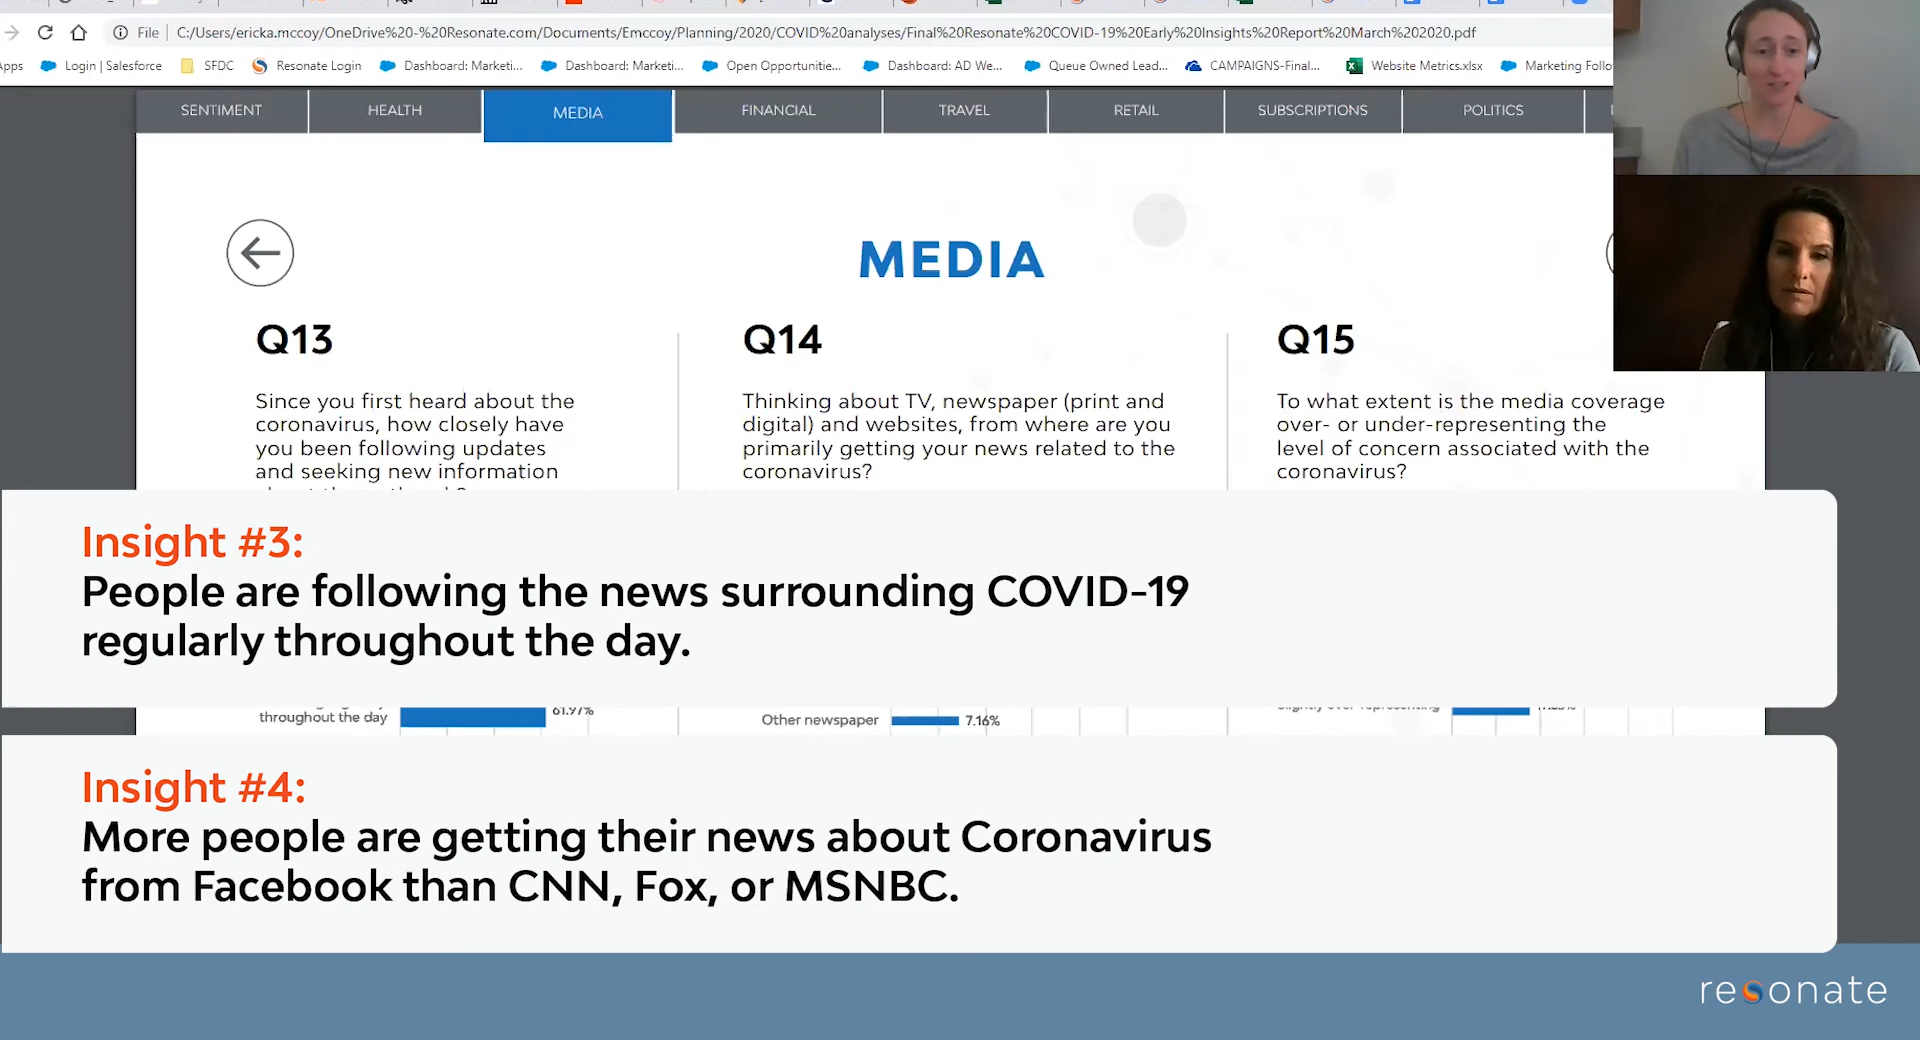 File
C:/Users/ericka.mccoy/OneDrive%20-%20Resonate.com/Documents/Emccoy/Planning/2020/COVID%20analyses/Final%20Resonate%20COVID-19%20Early%20Insights%20Report%20March%202020.pdf
Apps Login | Salesforce SFDC Resonate Login Dashboard: Marketi... Dashboard: Marketi... Open Opportunitie... Dashboard: AD We... Queue Owned Lead... CAMPAIGNS-Final... Website Metrics.xlsx Marketing Follo
SENTIMENT HEALTH MEDIA FINANCIAL TRAVEL RETAIL SUBSCRIPTIONS POLITICS
MEDIA
Q13
Since you first heard about the
coronavirus, how closely have
you been following updates
and seeking new information
Q14
Thinking about TV, newspaper (print and
digital) and websites, from where are you
primarily getting your news related to the
coronavirus?
Q15
To what extent is the media coverage
over- or under-representing the
level of concern associated with the
coronavirus?
Insight #3:
People are following the news surrounding COVID-19
regularly throughout the day.
throughout the day 61.97%
Other newspaper 7.16%
Slightly over-representing
Insight #4:
More people are getting their news about Coronavirus
from Facebook than CNN, Fox, or MSNBC.
resonate